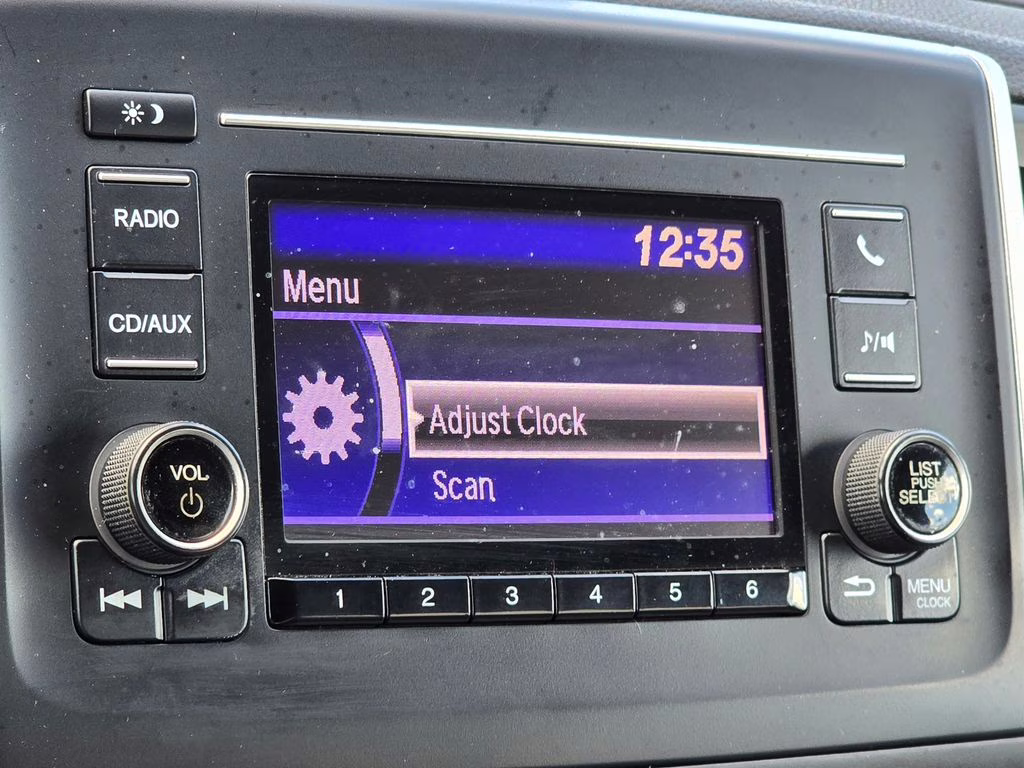 RADIO
CD/AUX
VOL
12:35
Menu
Adjust Clock
Scan
1 2 3 4 5 6
LIST
PUSH
SELECT
MENU
CLOCK